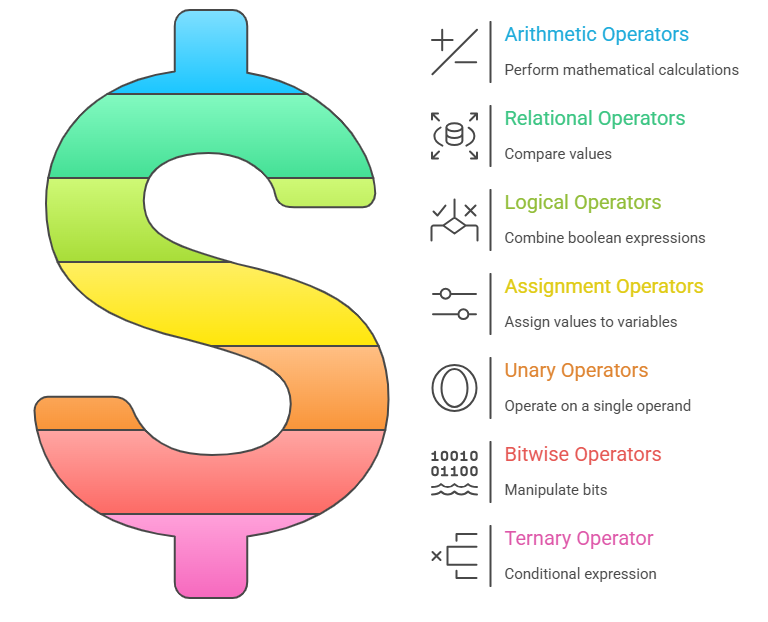 Arithmetic Operators
Perform mathematical calculations
Relational Operators
Compare values
Logical Operators
Combine boolean expressions
Assignment Operators
Assign values to variables
Unary Operators
Operate on a single operand
10010
01100
Bitwise Operators
Manipulate bits
Ternary Operator
Conditional expression